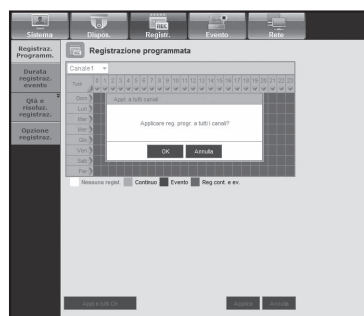 Sistema Dispos. Registr. Evento Rete
REC
Registraz. Programm.
Registrazione programmata
Durata registraz. evento
Canale1
Tutti 0 1 2 3 4 5 6 7 8 9 10 11 12 13 14 15 16 17 18 19 20 21 22 23
Qtà e risoluz. registraz.
Dom
Appl. a tutti canali
Lun
Mar
Applicare reg. progr. a tutti i canali?
Mer
Gio
Opzione registraz.
Ven
OK Annulla
Sab
Fer
Nessuna regist. Continuo Evento Reg.cont. e ev.
Appl.a tutti Ch Applica Annulla